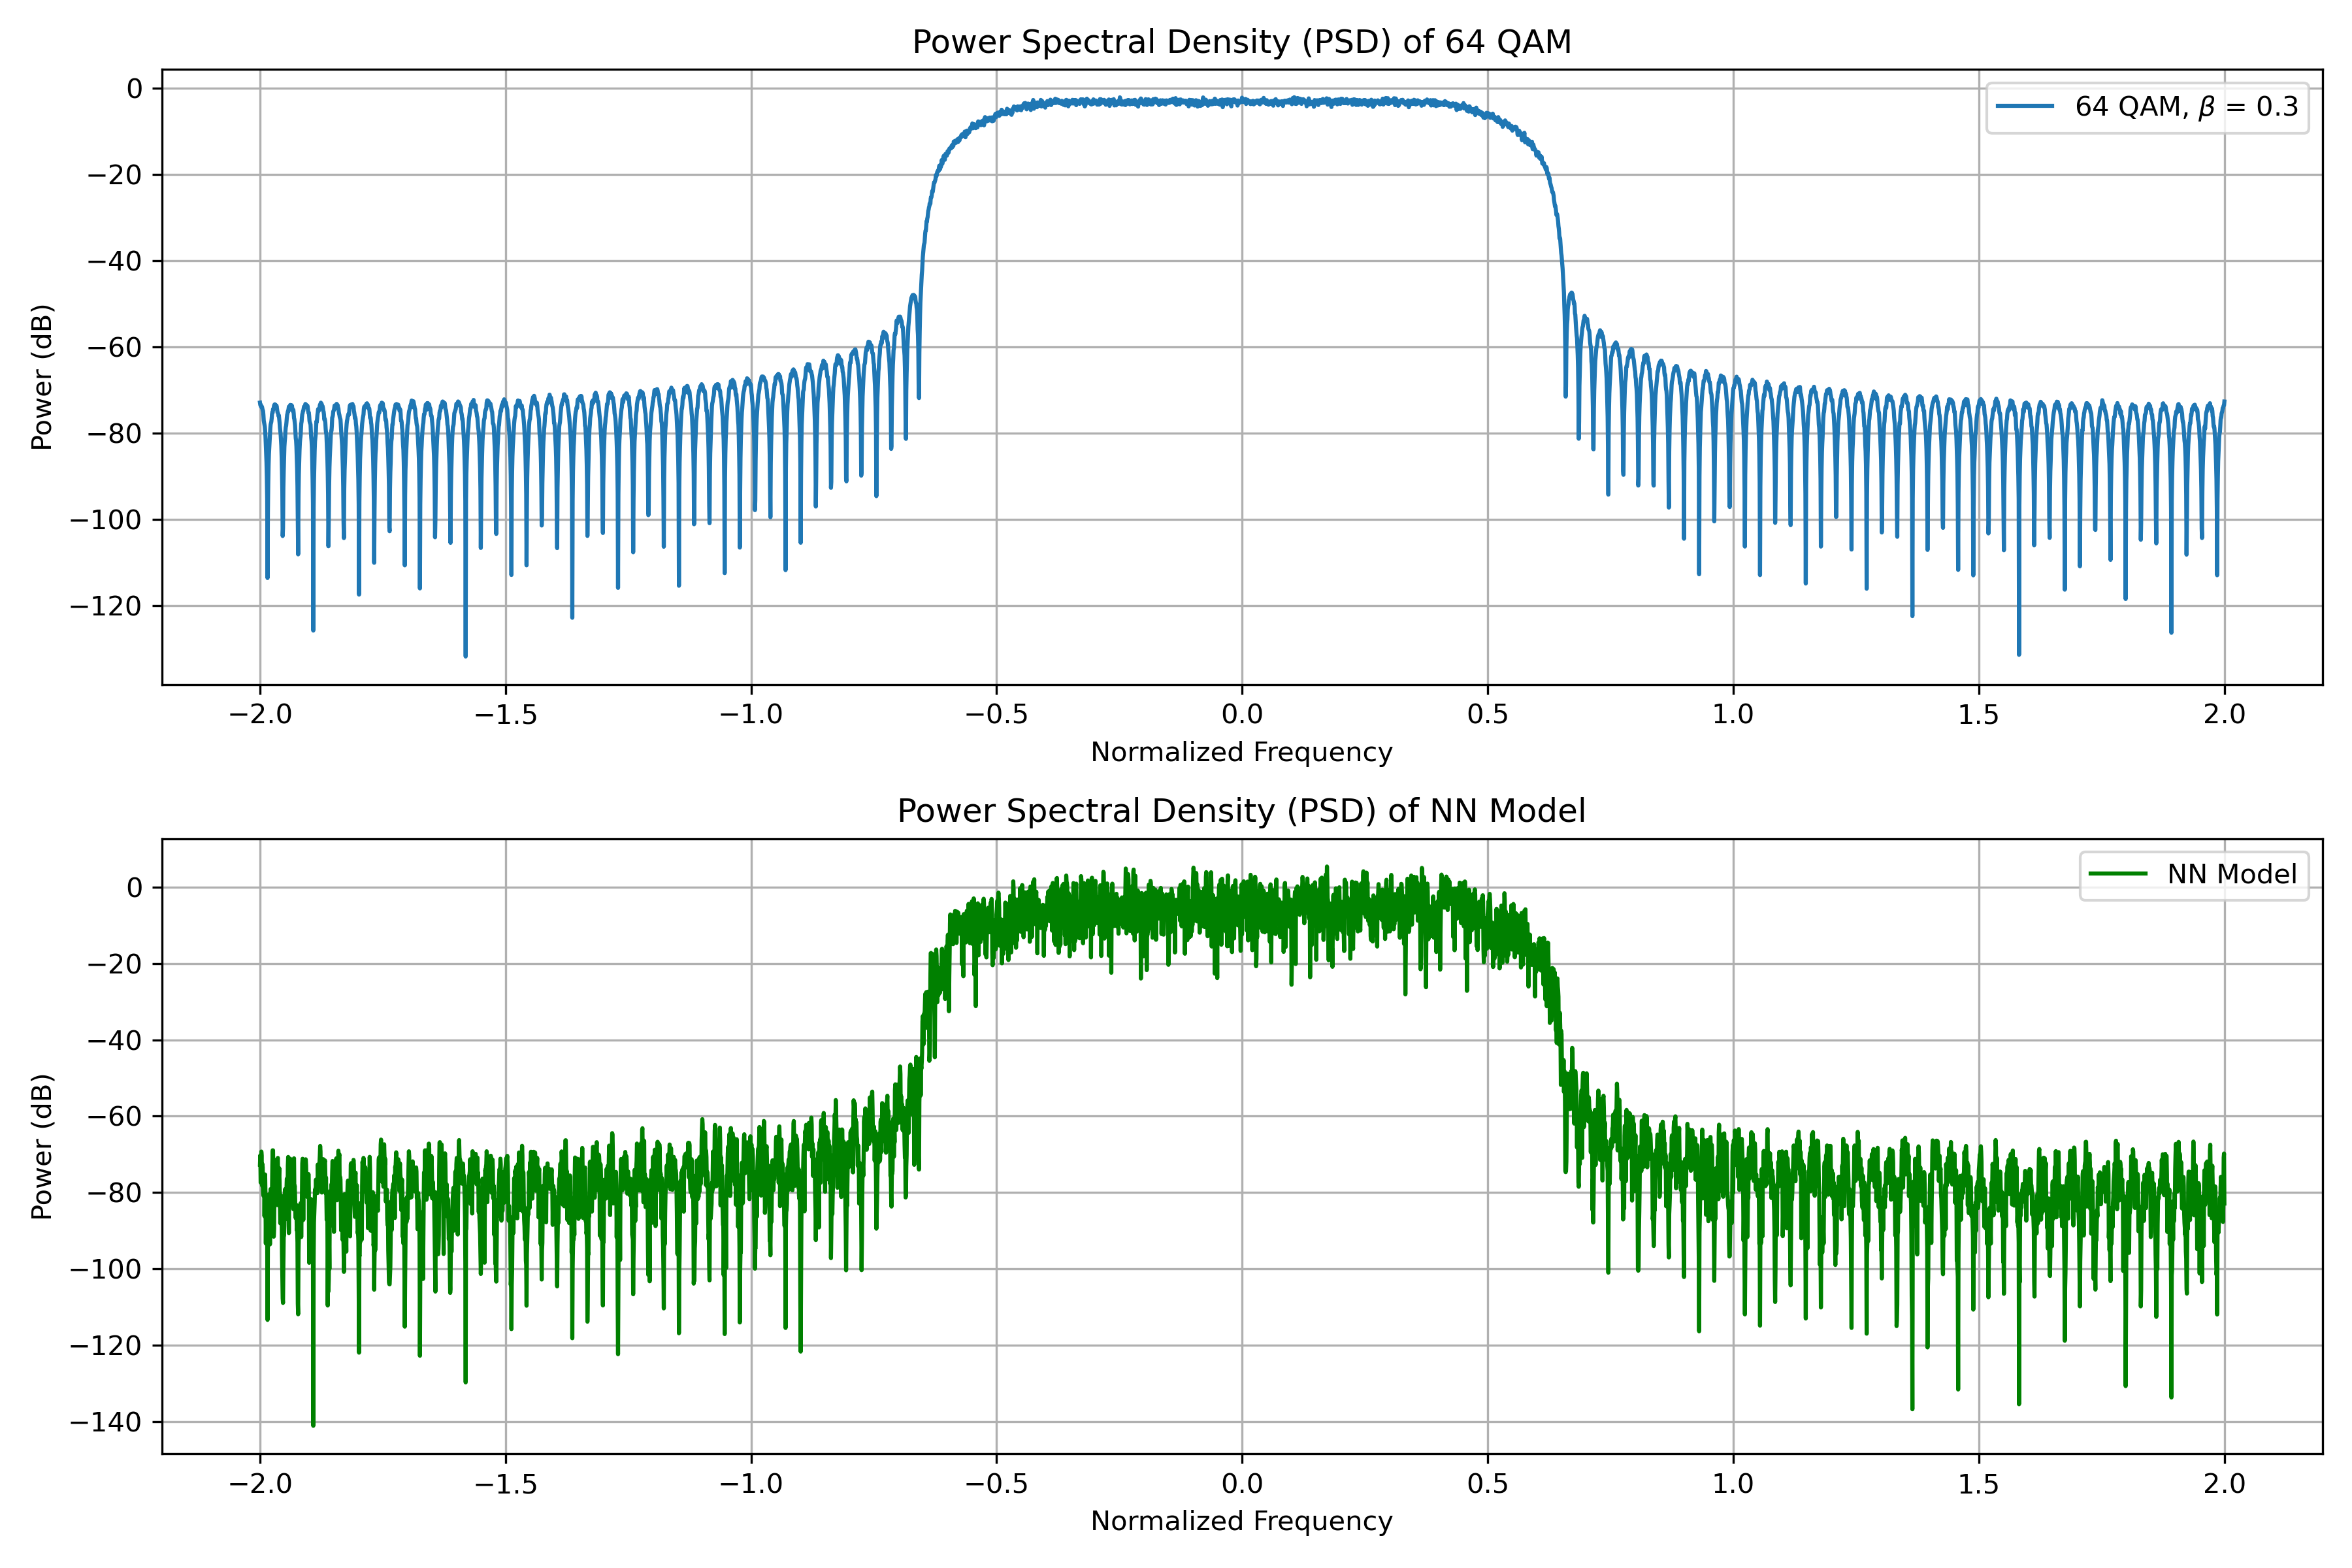 Power Spectral Density (PSD) of 64 QAM
0
−20
−40
−60
−80
−100
−120
Power (dB)
64 QAM, β = 0.3
−2.0 −1.5 −1.0 −0.5 0.0 0.5 1.0 1.5 2.0
Normalized Frequency
Power Spectral Density (PSD) of NN Model
0
−20
−40
−60
−80
−100
−120
−140
Power (dB)
NN Model
−2.0 −1.5 −1.0 −0.5 0.0 0.5 1.0 1.5 2.0
Normalized Frequency